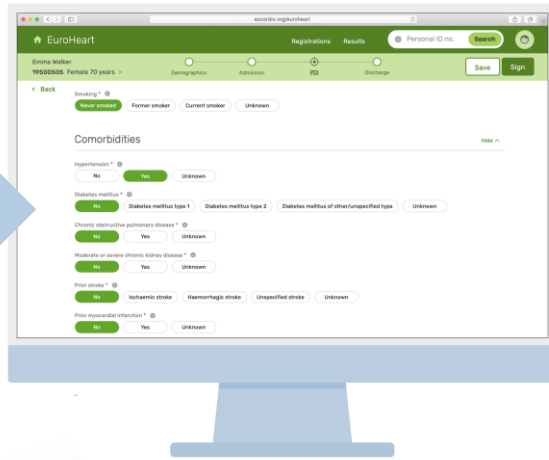 escardio.org/euroheart
EuroHeart
Registrations Results Personal ID no. Search
Emma Walker
19500505 Female 70 years >
Demographics Admission PCI Discharge
Save Sign
< Back
Smoking *
Never smoked Former smoker Current smoker Unknown
Comorbidities
Hide
Hypertension *
No Yes Unknown
Diabetes mellitus *
No Diabetes mellitus type 1 Diabetes mellitus type 2 Diabetes mellitus of other/unspecified type Unknown
Chronic obstructive pulmonary disease *
No Yes Unknown
Moderate or severe chronic kidney disease *
No Yes Unknown
Prior stroke *
No Ischaemic stroke Haemorrhagic stroke Unspecified stroke Unknown
Prior myocardial infarction *
No Yes Unknown